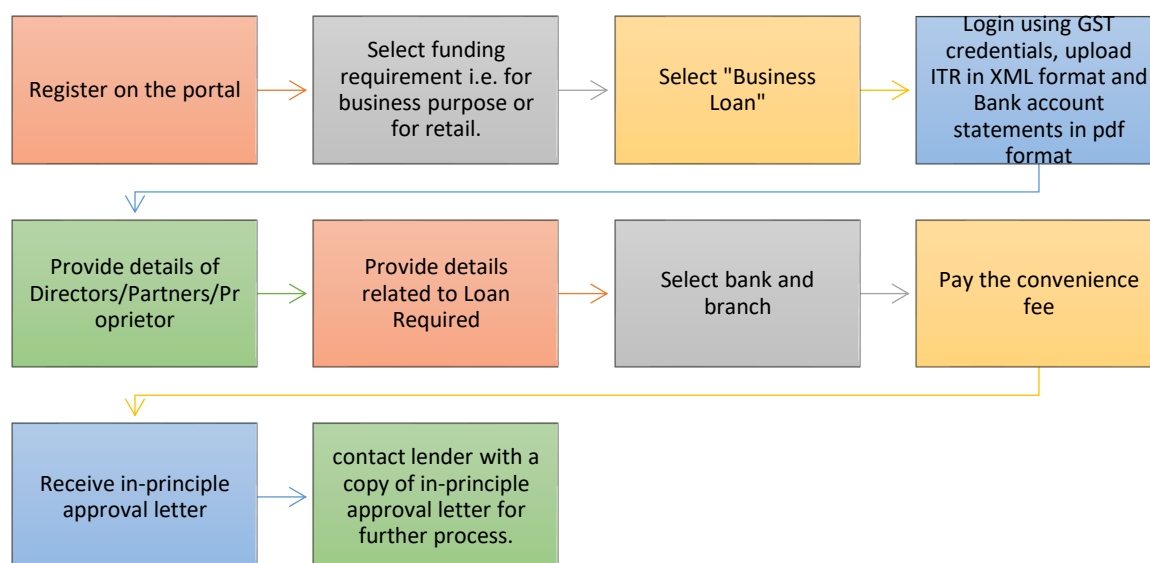 Register on the portal
Select funding
requirement i.e. for
business purpose or
for retail.
Select "Business
Loan"
Login using GST
credentials, upload
ITR in XML format and
Bank account
statements in pdf
format
Provide details of
Directors/Partners/Pr
oprietor
Provide details
related to Loan
Required
Select bank and
branch
Pay the convenience
fee
Receive in-principle
approval letter
contact lender with a
copy of in-principle
approval letter for
further process.